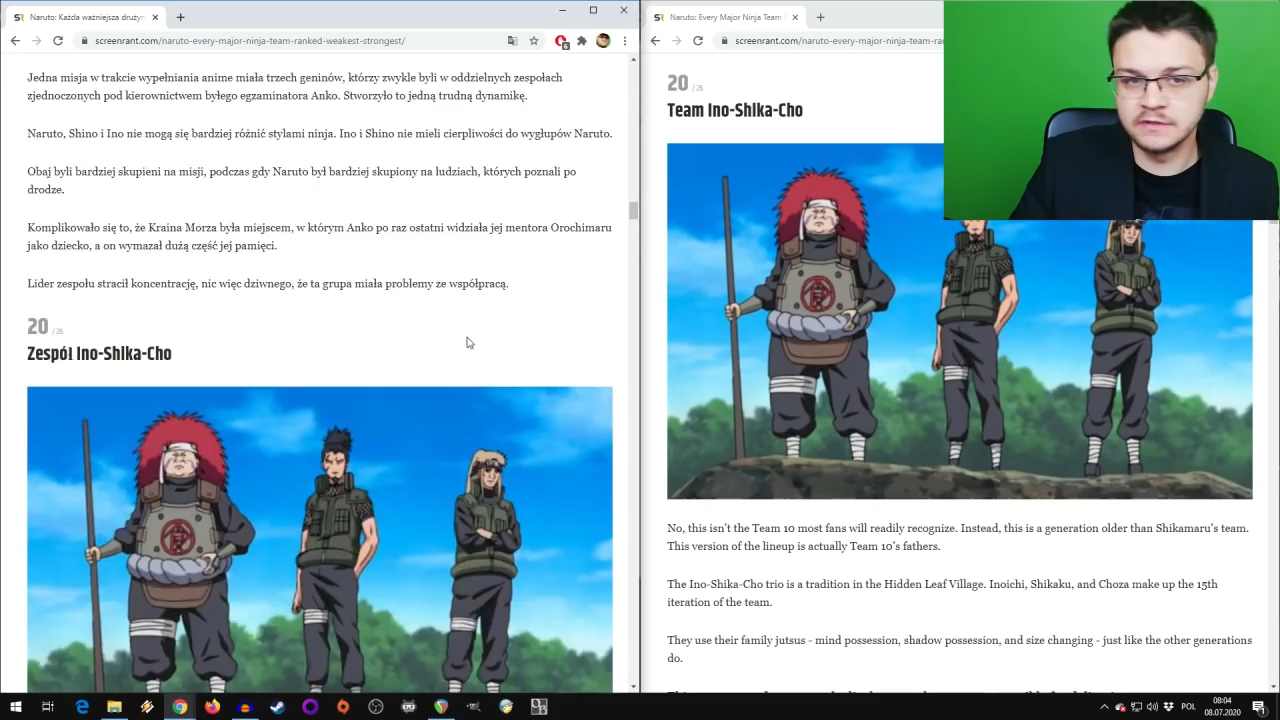 Naruto: Każda ważniejsza drużyn
screenrant.com/naruto-every-major-ninja-team-ranked-weakest-strongest/
Jedna misja w trakcie wypełniania anime miała trzech geninów, którzy zwykle byli w oddzielnych zespołach
zjednoczonych pod kierownictwem byłego egzaminatora Anko. Stworzyło to jedną trudną dynamikę.
Naruto, Shino i Ino nie mogą się bardziej różnić stylami ninja. Ino i Shino nie mieli cierpliwości do wygłupów Naruto.
Obaj byli bardziej skupieni na misji, podczas gdy Naruto był bardziej skupiony na ludziach, których poznali po
drodze.
Komplikowało się to, że Kraina Morza była miejscem, w którym Anko po raz ostatni widziała jej mentora Orochimaru
jako dziecko, a on wymazał dużą część jej pamięci.
Lider zespołu stracił koncentrację, nic więc dziwnego, że ta grupa miała problemy ze współpracą.
20 / 26
Zespół Ino-Shika-Cho
Naruto: Every Major Ninja Team
screenrant.com/naruto-every-major-ninja-team-ra
20 / 26
Team Ino-Shika-Cho
No, this isn't the Team 10 most fans will readily recognize. Instead, this is a generation older than Shikamaru's team.
This version of the lineup is actually Team 10's fathers.
The Ino-Shika-Cho trio is a tradition in the Hidden Leaf Village. Inoichi, Shikaku, and Choza make up the 15th
iteration of the team.
They use their family jutsus - mind possession, shadow possession, and size changing - just like the other generations
do.
POL
08:04
08.07.2020